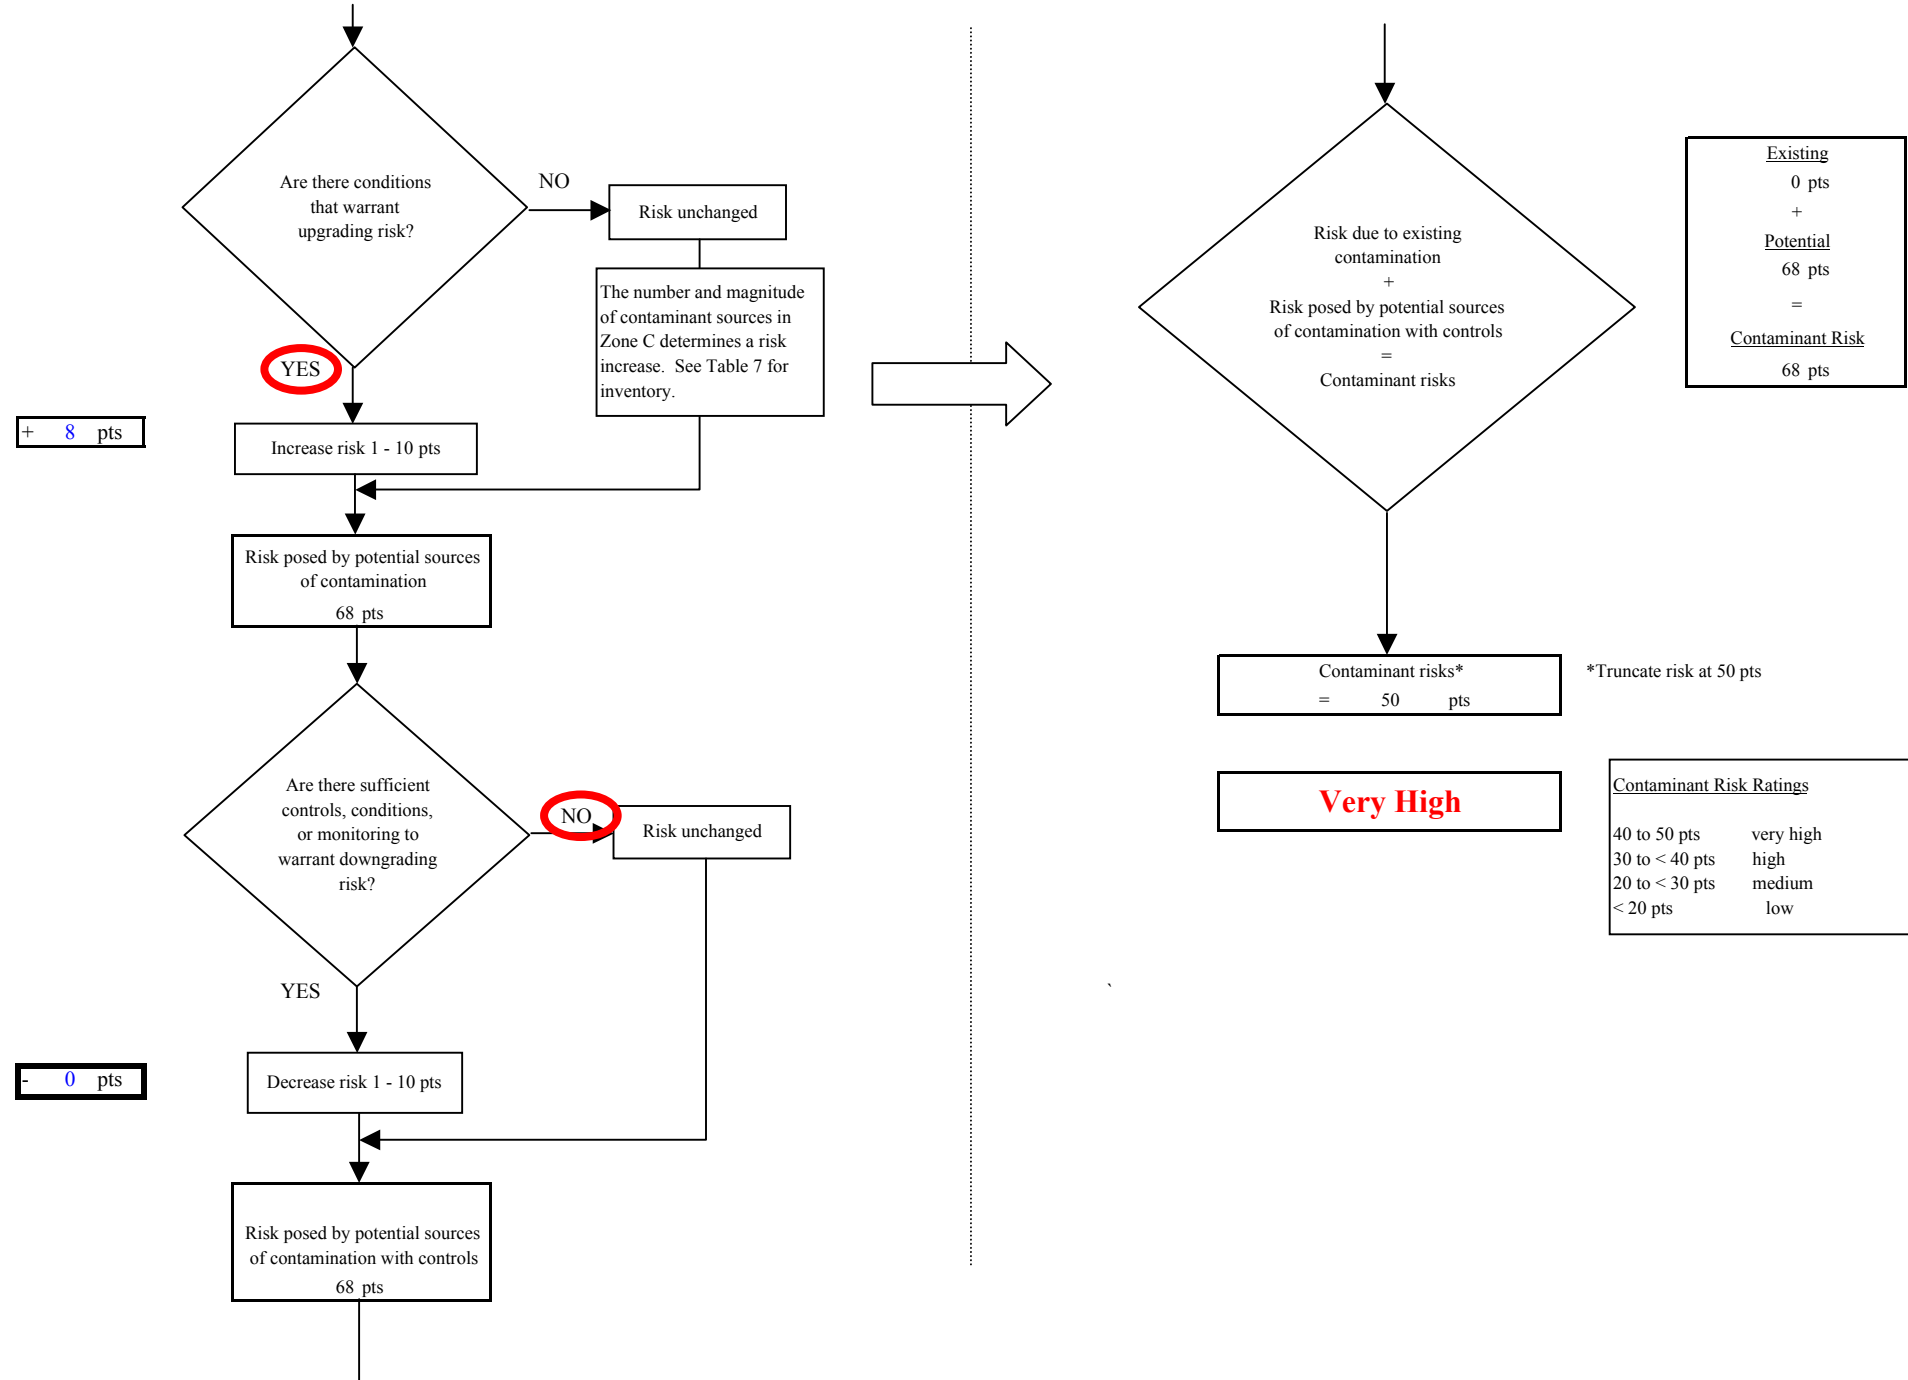 Are there conditions
that warrant
upgrading risk?
NO
Risk unchanged
The number and magnitude
of contaminant sources in
Zone C determines a risk
increase. See Table 7 for
inventory.
YES
+ 8 pts
Increase risk 1 - 10 pts
Risk posed by potential sources
of contamination
68 pts
Are there sufficient
controls, conditions,
or monitoring to
warrant downgrading
risk?
NO
Risk unchanged
YES
- 0 pts
Decrease risk 1 - 10 pts
Risk posed by potential sources
of contamination with controls
68 pts
Risk due to existing
contamination
+
Risk posed by potential sources
of contamination with controls
=
Contaminant risks
Existing
0 pts
+
Potential
68 pts
=
Contaminant Risk
68 pts
Contaminant risks*
= 50 pts
*Truncate risk at 50 pts
Very High
Contaminant Risk Ratings
40 to 50 pts very high
30 to < 40 pts high
20 to < 30 pts medium
< 20 pts low
`